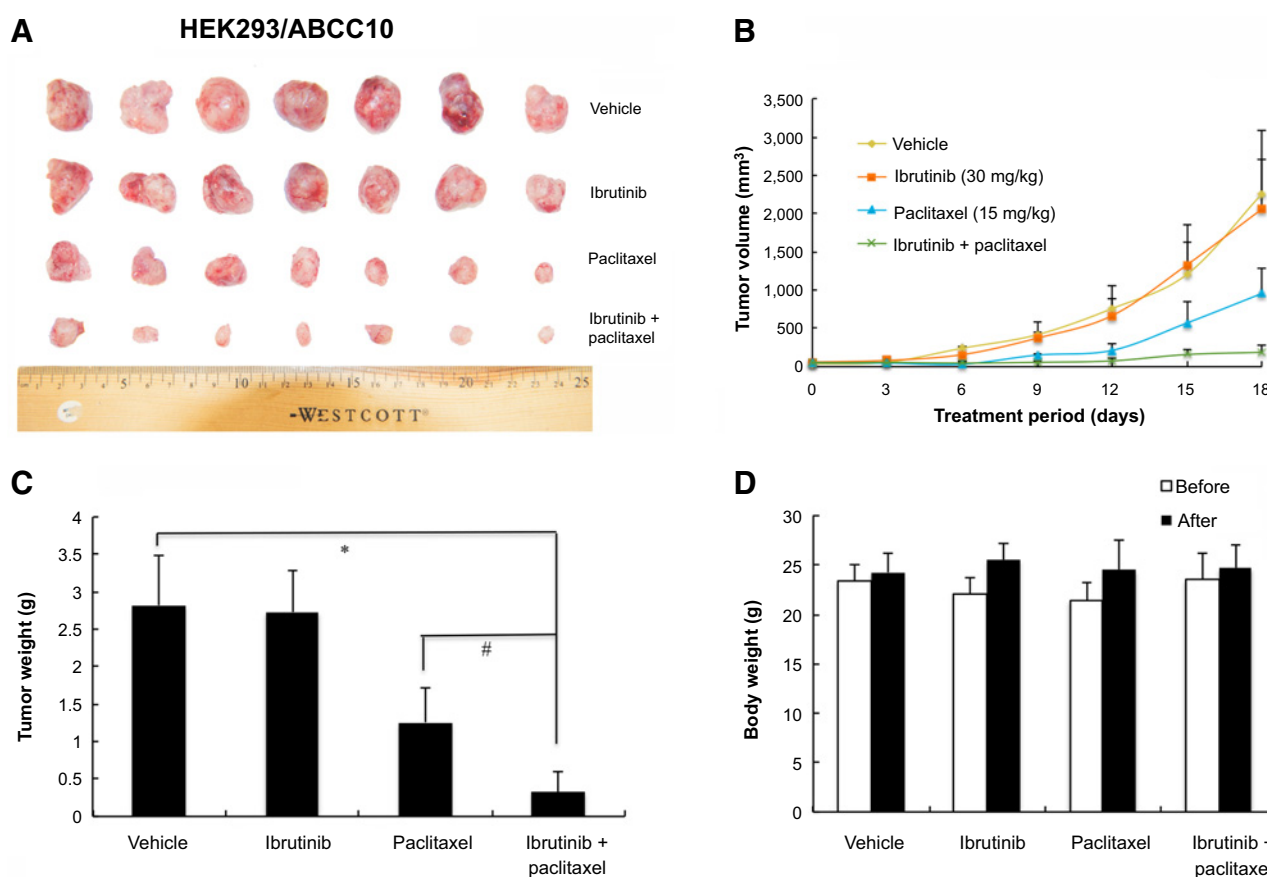 A
HEK293/ABCC10
Vehicle
Ibrutinib
Paclitaxel
Ibrutinib +
paclitaxel
5 10 15 20 25
WESTCOTT®
B
3,500
3,000
2,500
2,000
1,500
1,000
500
0
Tumor volume (mm³)
Vehicle
Ibrutinib (30 mg/kg)
Paclitaxel (15 mg/kg)
Ibrutinib + paclitaxel
0 3 6 9 12 15 18
Treatment period (days)
C
4
3.5
3
2.5
2
1.5
1
0.5
0
Tumor weight (g)
*
#
Vehicle Ibrutinib Paclitaxel Ibrutinib +
paclitaxel
D
Before
After
30
25
20
15
10
5
0
Body weight (g)
Vehicle Ibrutinib Paclitaxel Ibrutinib +
paclitaxe